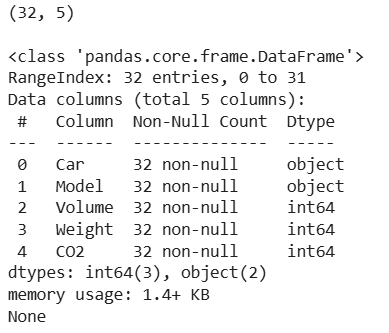 (32, 5)
<class 'pandas.core.frame.DataFrame'>
RangeIndex: 32 entries, 0 to 31
Data columns (total 5 columns):
 #   Column  Non-Null Count  Dtype
---  ------  --------------  -----
 0   Car     32 non-null     object
 1   Model   32 non-null     object
 2   Volume  32 non-null     int64
 3   Weight  32 non-null     int64
 4   CO2     32 non-null     int64
dtypes: int64(3), object(2)
memory usage: 1.4+ KB
None